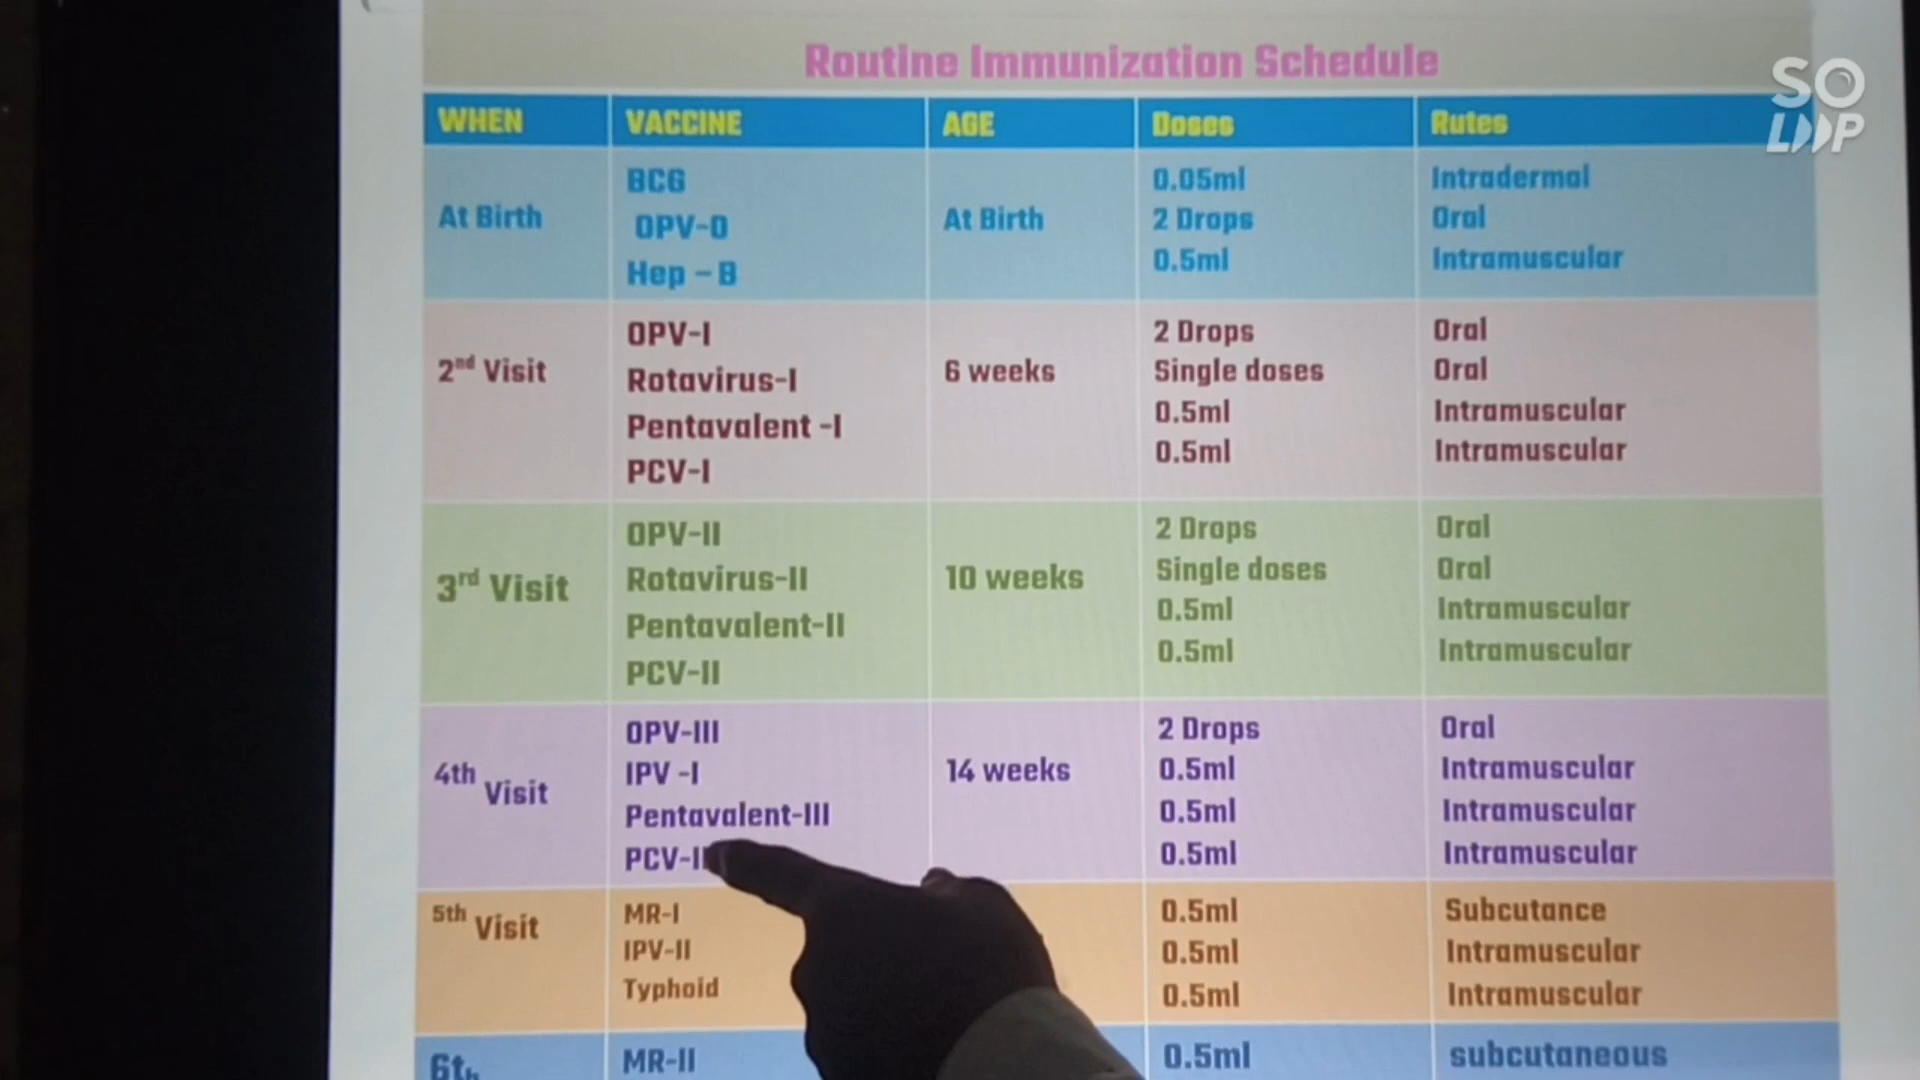 Routine Immunization Schedule
SO
LOOP
WHEN VACCINE AGE Doses Rutes
At Birth
BCG
OPV-0
Hep – B
At Birth
0.05ml
2 Drops
0.5ml
Intradermal
Oral
Intramuscular
2nd Visit
OPV-I
Rotavirus-I
Pentavalent -I
PCV-I
6 weeks
2 Drops
Single doses
0.5ml
0.5ml
Oral
Oral
Intramuscular
Intramuscular
3rd Visit
OPV-II
Rotavirus-II
Pentavalent-II
PCV-II
10 weeks
2 Drops
Single doses
0.5ml
0.5ml
Oral
Oral
Intramuscular
Intramuscular
4th Visit
OPV-III
IPV -I
Pentavalent-III
14 weeks
2 Drops
0.5ml
0.5ml
0.5ml
Oral
Intramuscular
Intramuscular
Intramuscular
5th Visit
MR-I
IPV-II
Typhoid
0.5ml
0.5ml
0.5ml
Subcutance
Intramuscular
Intramuscular
6th
MR-II
0.5ml
subcutaneous